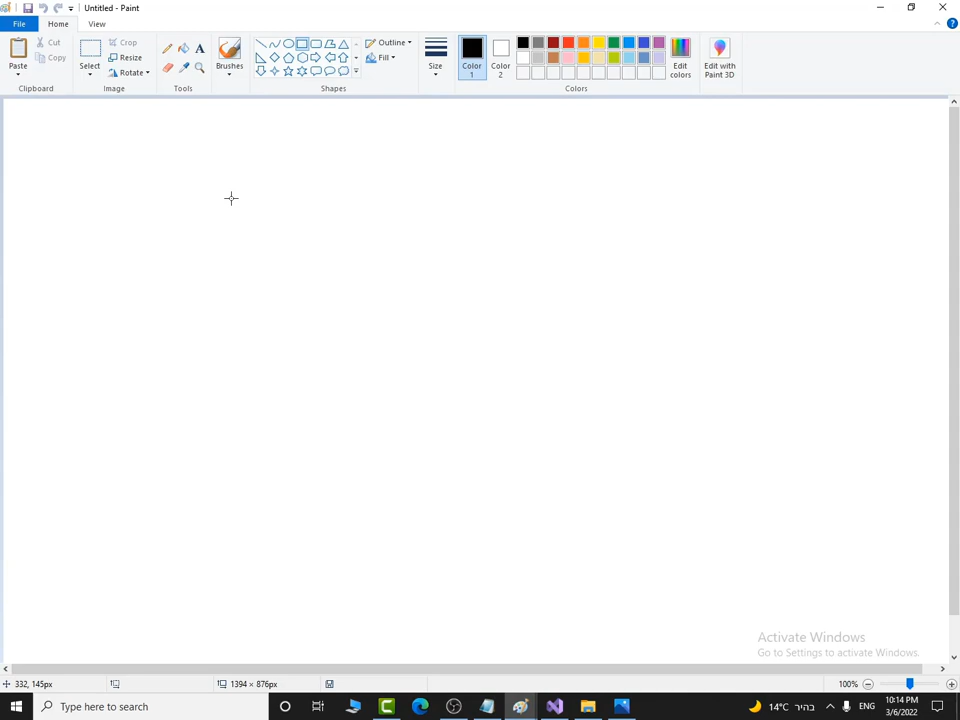 Untitled - Paint
File Home View
Paste
Cut
Copy
Clipboard
Select
Crop
Resize
Rotate
Image
Tools
Brushes
Outline
Fill
Shapes
Size
Color 1
Color 2
Edit colors
Colors
Edit with Paint 3D
Activate Windows
Go to Settings to activate Windows.
332, 145px
1394 × 876px
100%
Type here to search
14°C בהיר
ENG
10:14 PM
3/6/2022